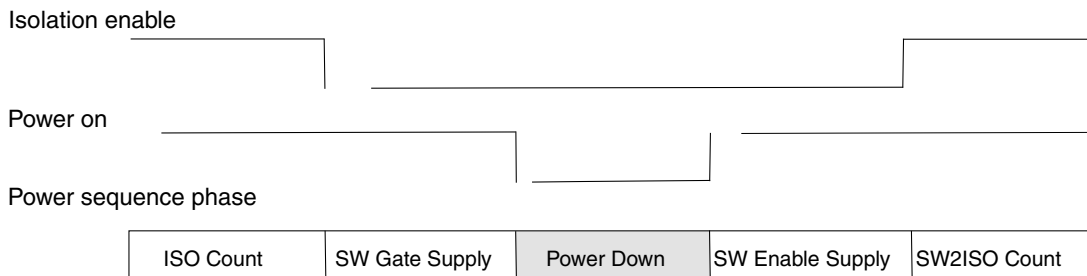 Isolation enable
Power on
Power sequence phase
ISO Count SW Gate Supply Power Down SW Enable Supply SW2ISO Count